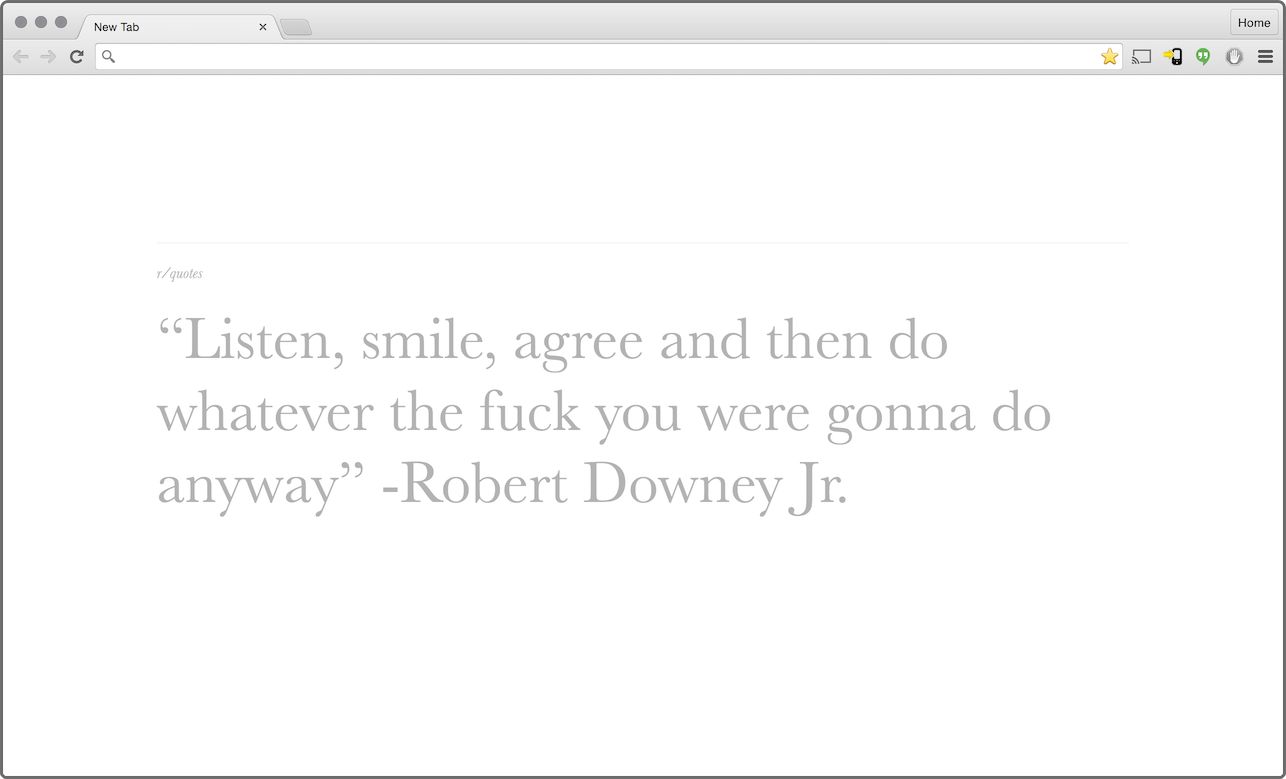 New Tab
Home
r/quotes
“Listen, smile, agree and then do
whatever the fuck you were gonna do
anyway” -Robert Downey Jr.